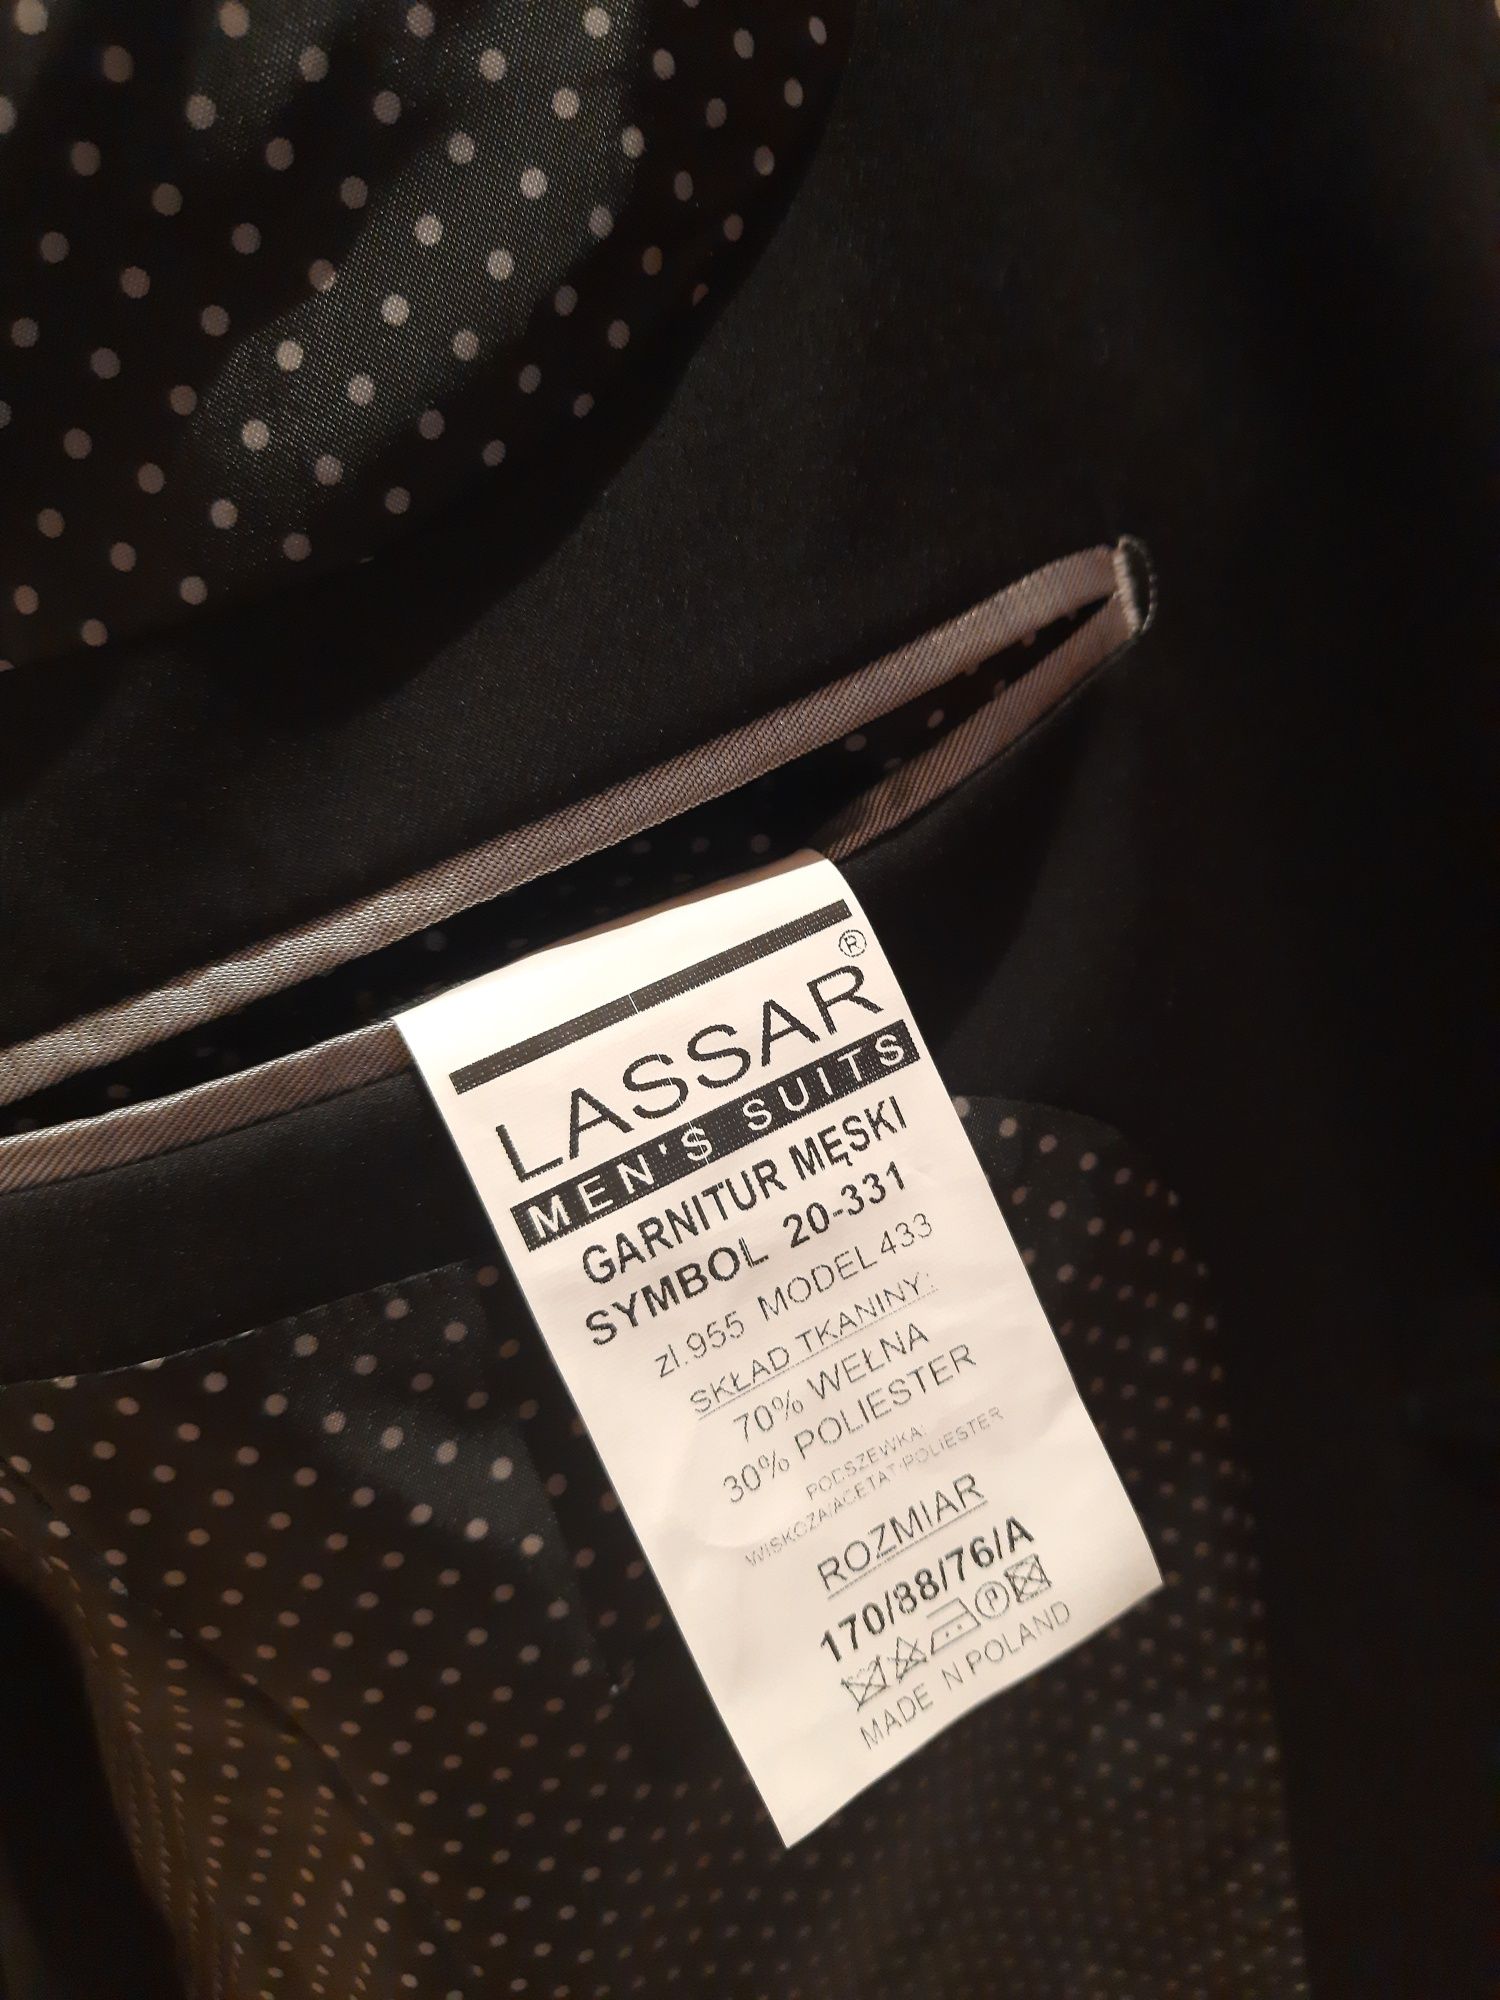 LASSAR®
MEN'S SUITS
GARNITUR MĘSKI
SYMBOL 20-331
zł.955 MODEL 433
SKŁAD TKANINY:
70% WEŁNA
30% POLIESTER
PODSZEWKA:
WISKOZA/ACETAT-POLIESTER
ROZMIAR
170/88/76/A
P
MADE IN POLAND